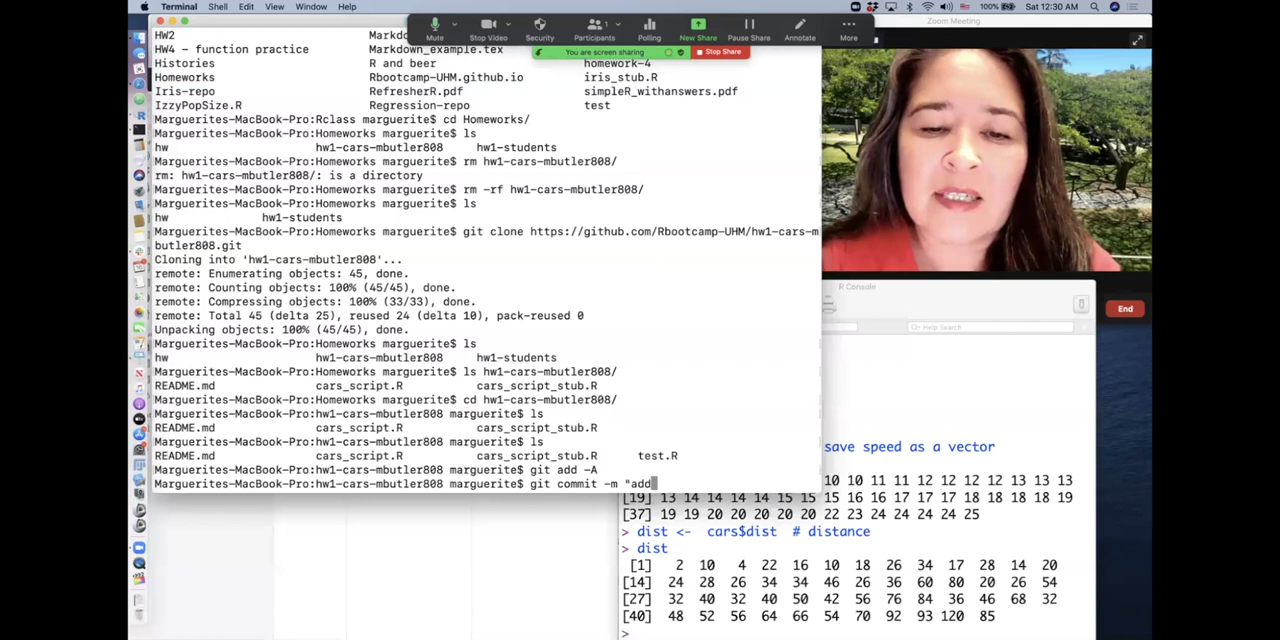 Terminal Shell Edit View Window Help
100% Sat 12:30 AM
Zoom Meeting
Mute Stop Video Security Participants 1 Polling New Share Pause Share Annotate More
You are screen sharing Stop Share
HW2
HW4 - function practice Markdown_example.tex
Histories R and beer homework-4
Homeworks Rbootcamp-UHM.github.io iris_stub.R
Iris-repo RefresherR.pdf simpleR_withanswers.pdf
IzzyPopSize.R Regression-repo test
Marguerites-MacBook-Pro:Rclass marguerite$ cd Homeworks/
Marguerites-MacBook-Pro:Homeworks marguerite$ ls
hw hw1-cars-mbutler808 hw1-students
Marguerites-MacBook-Pro:Homeworks marguerite$ rm hw1-cars-mbutler808/
rm: hw1-cars-mbutler808/: is a directory
Marguerites-MacBook-Pro:Homeworks marguerite$ rm -rf hw1-cars-mbutler808/
Marguerites-MacBook-Pro:Homeworks marguerite$ ls
hw hw1-students
Marguerites-MacBook-Pro:Homeworks marguerite$ git clone https://github.com/Rbootcamp-UHM/hw1-cars-m
butler808.git
Cloning into 'hw1-cars-mbutler808'...
remote: Enumerating objects: 45, done.
remote: Counting objects: 100% (45/45), done.
remote: Compressing objects: 100% (33/33), done.
remote: Total 45 (delta 25), reused 24 (delta 10), pack-reused 0
Unpacking objects: 100% (45/45), done.
Marguerites-MacBook-Pro:Homeworks marguerite$ ls
hw hw1-cars-mbutler808 hw1-students
Marguerites-MacBook-Pro:Homeworks marguerite$ ls hw1-cars-mbutler808/
README.md cars_script.R cars_script_stub.R
Marguerites-MacBook-Pro:Homeworks marguerite$ cd hw1-cars-mbutler808/
Marguerites-MacBook-Pro:hw1-cars-mbutler808 marguerite$ ls
README.md cars_script.R cars_script_stub.R
Marguerites-MacBook-Pro:hw1-cars-mbutler808 marguerite$ ls
README.md cars_script.R cars_script_stub.R test.R
Marguerites-MacBook-Pro:hw1-cars-mbutler808 marguerite$ git add -A
Marguerites-MacBook-Pro:hw1-cars-mbutler808 marguerite$ git commit -m "add
R Console
End
Help Search
save speed as a vector
10 10 11 11 12 12 12 12 13
[19] 13 14 14 14 14 15 15 15 16 16 17 17 17 18 18 18 18 19
[37] 19 19 20 20 20 20 20 22 23 24 24 24 24 25
> dist <- cars$dist # distance
> dist
[1] 2 10 4 22 16 10 18 26 34 17 28 14 20
[14] 24 28 26 34 34 46 26 36 60 80 20 26 54
[27] 32 40 32 40 50 42 56 76 84 36 46 68 32
[40] 48 52 56 64 66 54 70 92 93 120 85
>